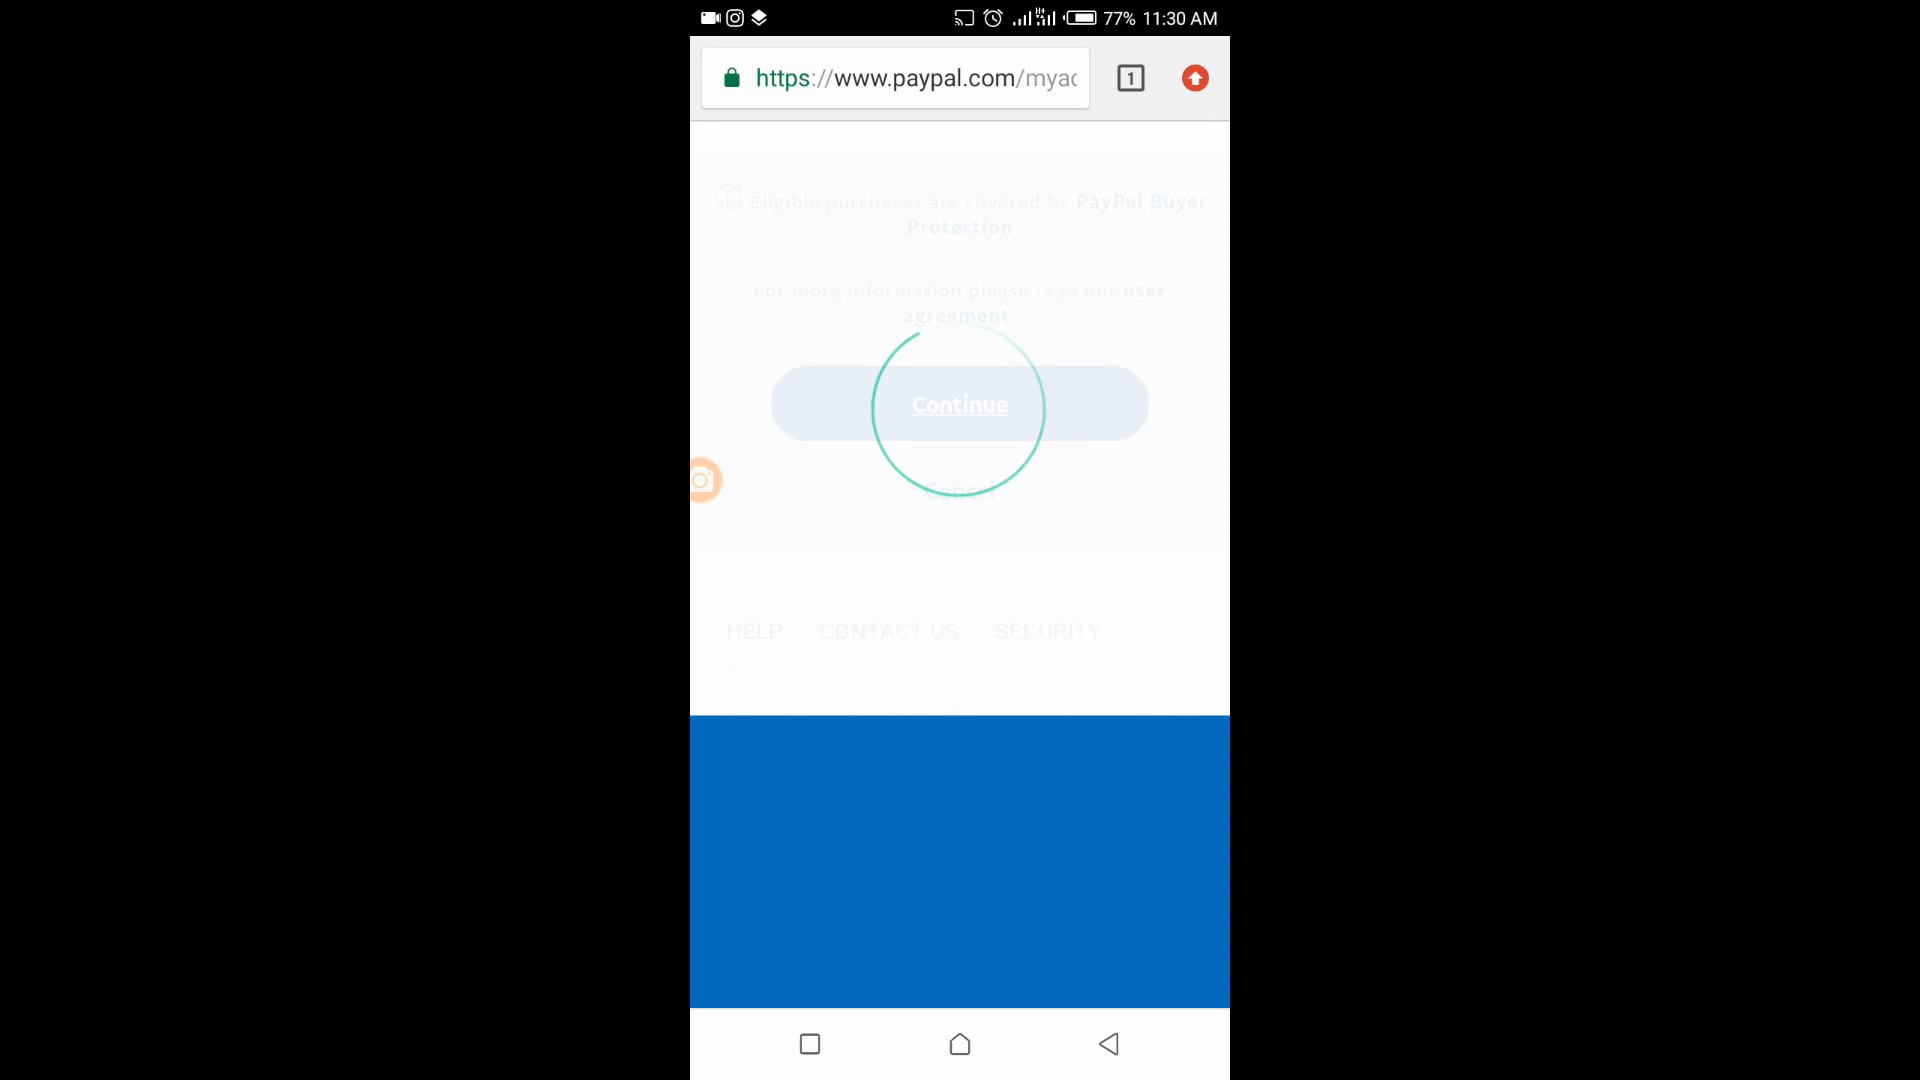 77% 11:30 AM
https://www.paypal.com/myac
1
Eligible purchases are covered by PayPal Buyer
Protection
For more information please read our user
agreement
Continue
Cancel
HELP CONTACT US SECURITY